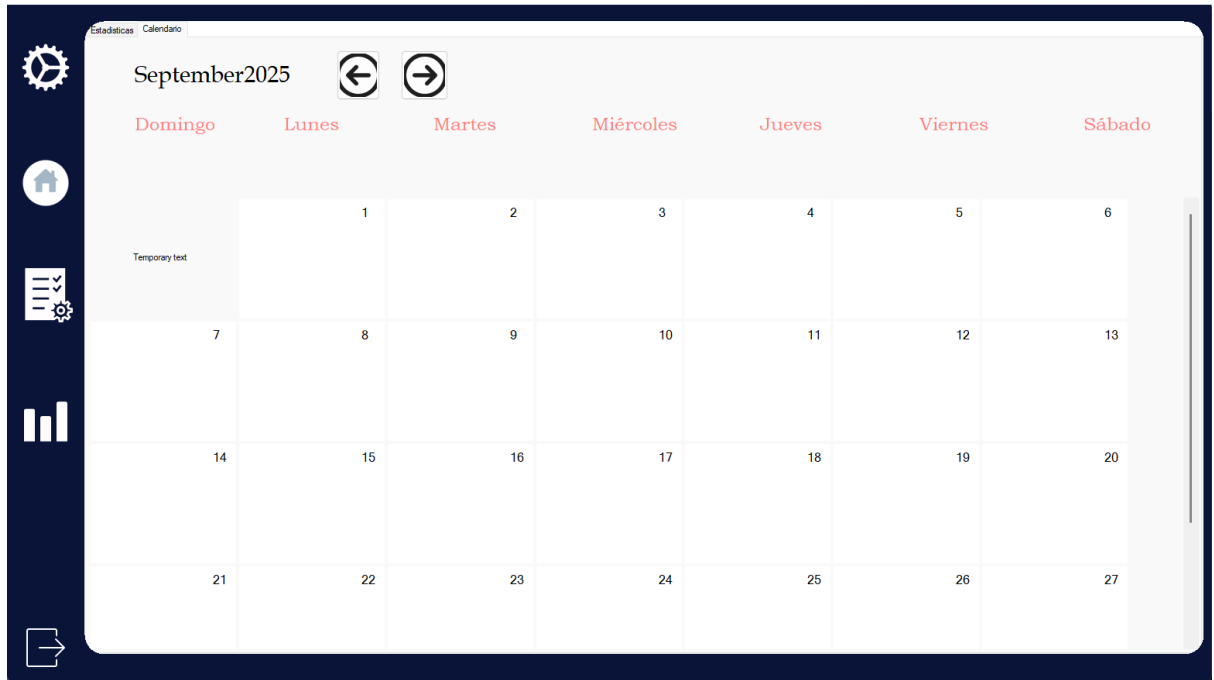 Estadisticas Calendario
September2025
Domingo Lunes Martes Miércoles Jueves Viernes Sábado
1 2 3 4 5 6
Temporary text
7 8 9 10 11 12 13
14 15 16 17 18 19 20
21 22 23 24 25 26 27